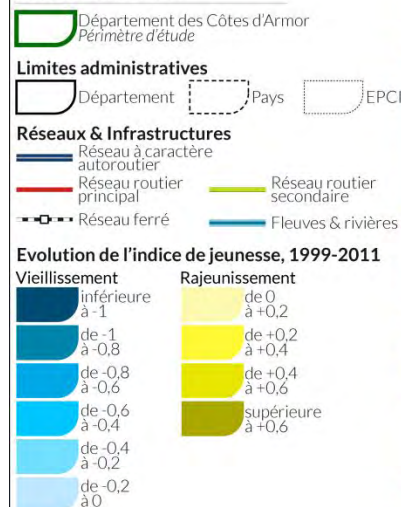 Département des Côtes d'Armor
Périmètre d'étude
Limites administratives
Département
Pays
EPCI
Réseaux & Infrastructures
Réseau à caractère
autoroutier
Réseau routier
principal
Réseau routier
secondaire
Réseau ferré
Fleuves & rivières
Evolution de l'indice de jeunesse, 1999-2011
Vieillissement
inférieure
à -1
de -1
à -0,8
de -0,8
à -0,6
de -0,6
à -0,4
de -0,4
à -0,2
de -0,2
à 0
Rajeunissement
de 0
à +0,2
de +0,2
à +0,4
de +0,4
à +0,6
supérieure
à +0,6